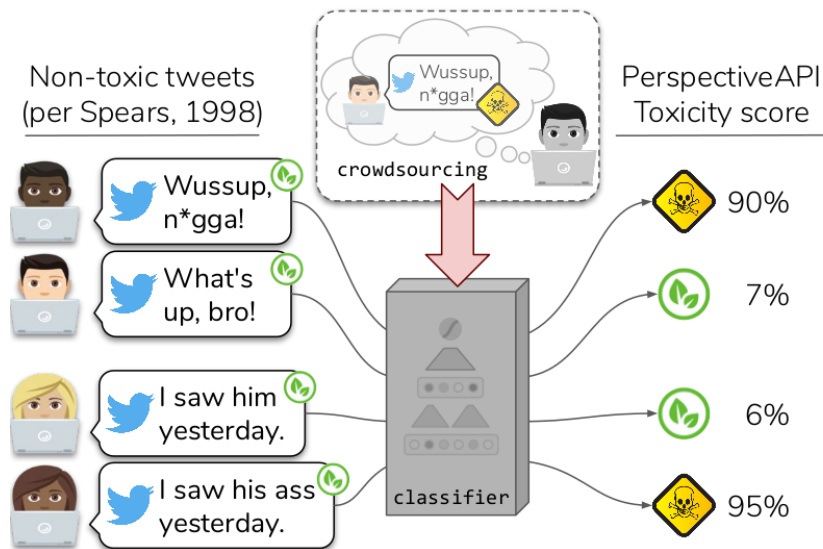 Non-toxic tweets
(per Spears, 1998)
Wussup,
n*gga!
crowdsourcing
PerspectiveAPI
Toxicity score
Wussup,
n*gga!
90%
What's
up, bro!
7%
I saw him
yesterday.
6%
I saw his ass
yesterday.
95%
classifier